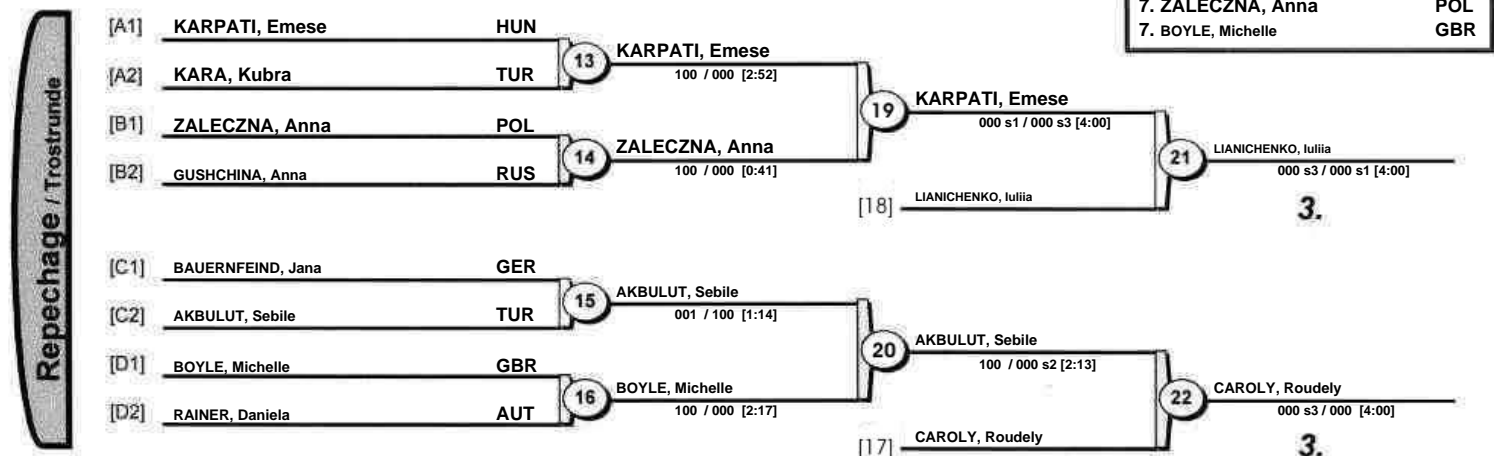 7. ZALECZNA, Anna POL
7. BOYLE, Michelle GBR
Repechage / Trostrunde
[A1] KARPATI, Emese HUN
[A2] KARA, Kubra TUR
13 KARPATI, Emese
100 / 000 [2:52]
[B1] ZALECZNA, Anna POL
[B2] GUSHCHINA, Anna RUS
14 ZALECZNA, Anna
100 / 000 [0:41]
19 KARPATI, Emese
000 s1 / 000 s3 [4:00]
[18] LIANICHENKO, Iuliia
21 LIANICHENKO, Iuliia
000 s3 / 000 s1 [4:00]
3.
[C1] BAUERNFEIND, Jana GER
[C2] AKBULUT, Sebile TUR
15 AKBULUT, Sebile
001 / 100 [1:14]
[D1] BOYLE, Michelle GBR
[D2] RAINER, Daniela AUT
16 BOYLE, Michelle
100 / 000 [2:17]
20 AKBULUT, Sebile
100 / 000 s2 [2:13]
[17] CAROLY, Roudely
22 CAROLY, Roudely
000 s3 / 000 [4:00]
3.